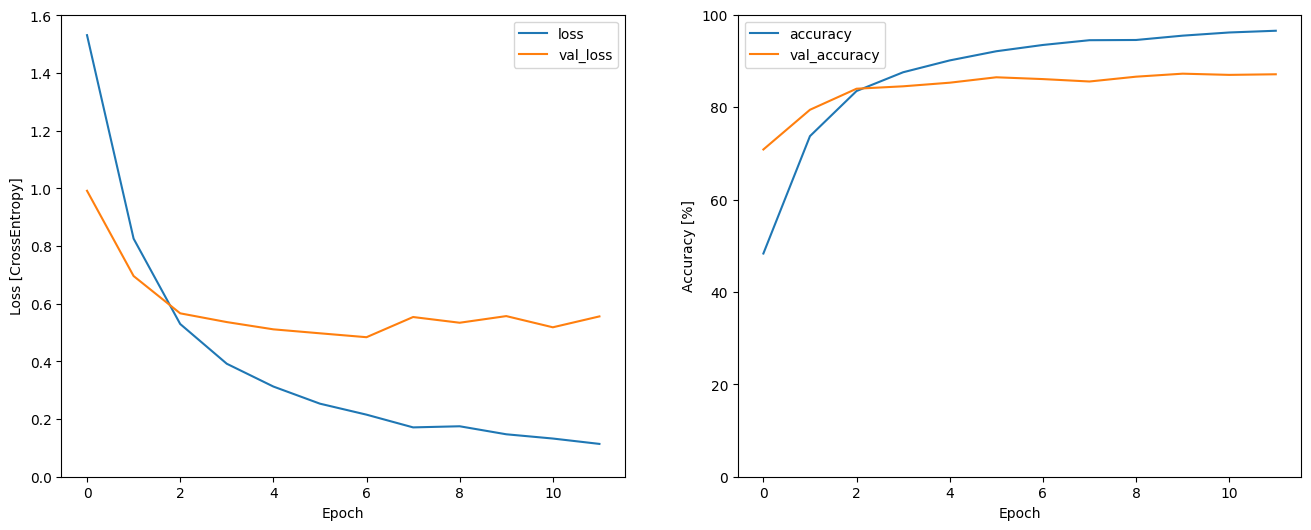 loss
val_loss
1.6
1.4
1.2
1.0
0.8
0.6
0.4
0.2
0.0
Loss [CrossEntropy]
0 2 4 6 8 10
Epoch
accuracy
val_accuracy
100
80
60
40
20
0
Accuracy [%]
0 2 4 6 8 10
Epoch